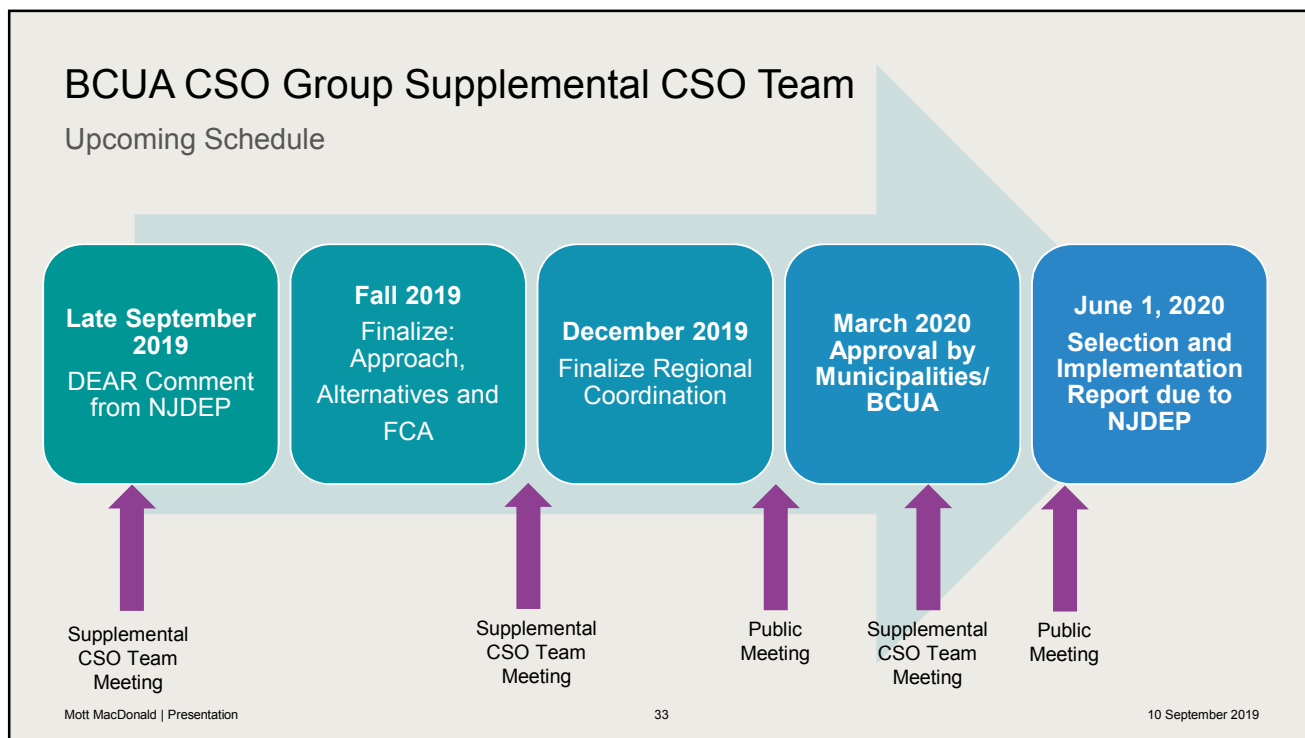 BCUA CSO Group Supplemental CSO Team
Upcoming Schedule
Late September
2019
DEAR Comment
from NJDEP
Fall 2019
Finalize:
Approach,
Alternatives and
FCA
December 2019
Finalize Regional
Coordination
March 2020
Approval by
Municipalities/
BCUA
June 1, 2020
Selection and
Implementation
Report due to
NJDEP
Supplemental
CSO Team
Meeting
Supplemental
CSO Team
Meeting
Public
Meeting
Supplemental
CSO Team
Meeting
Public
Meeting
Mott MacDonald | Presentation
33
10 September 2019